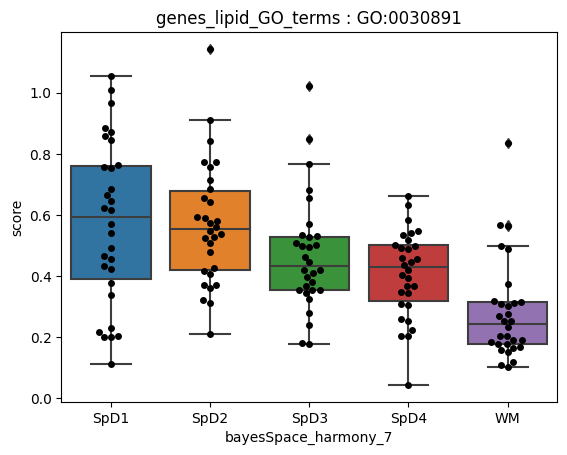 genes_lipid_GO_terms : GO:0030891
score
1.0
0.8
0.6
0.4
0.2
0.0
SpD1 SpD2 SpD3 SpD4 WM
bayesSpace_harmony_7